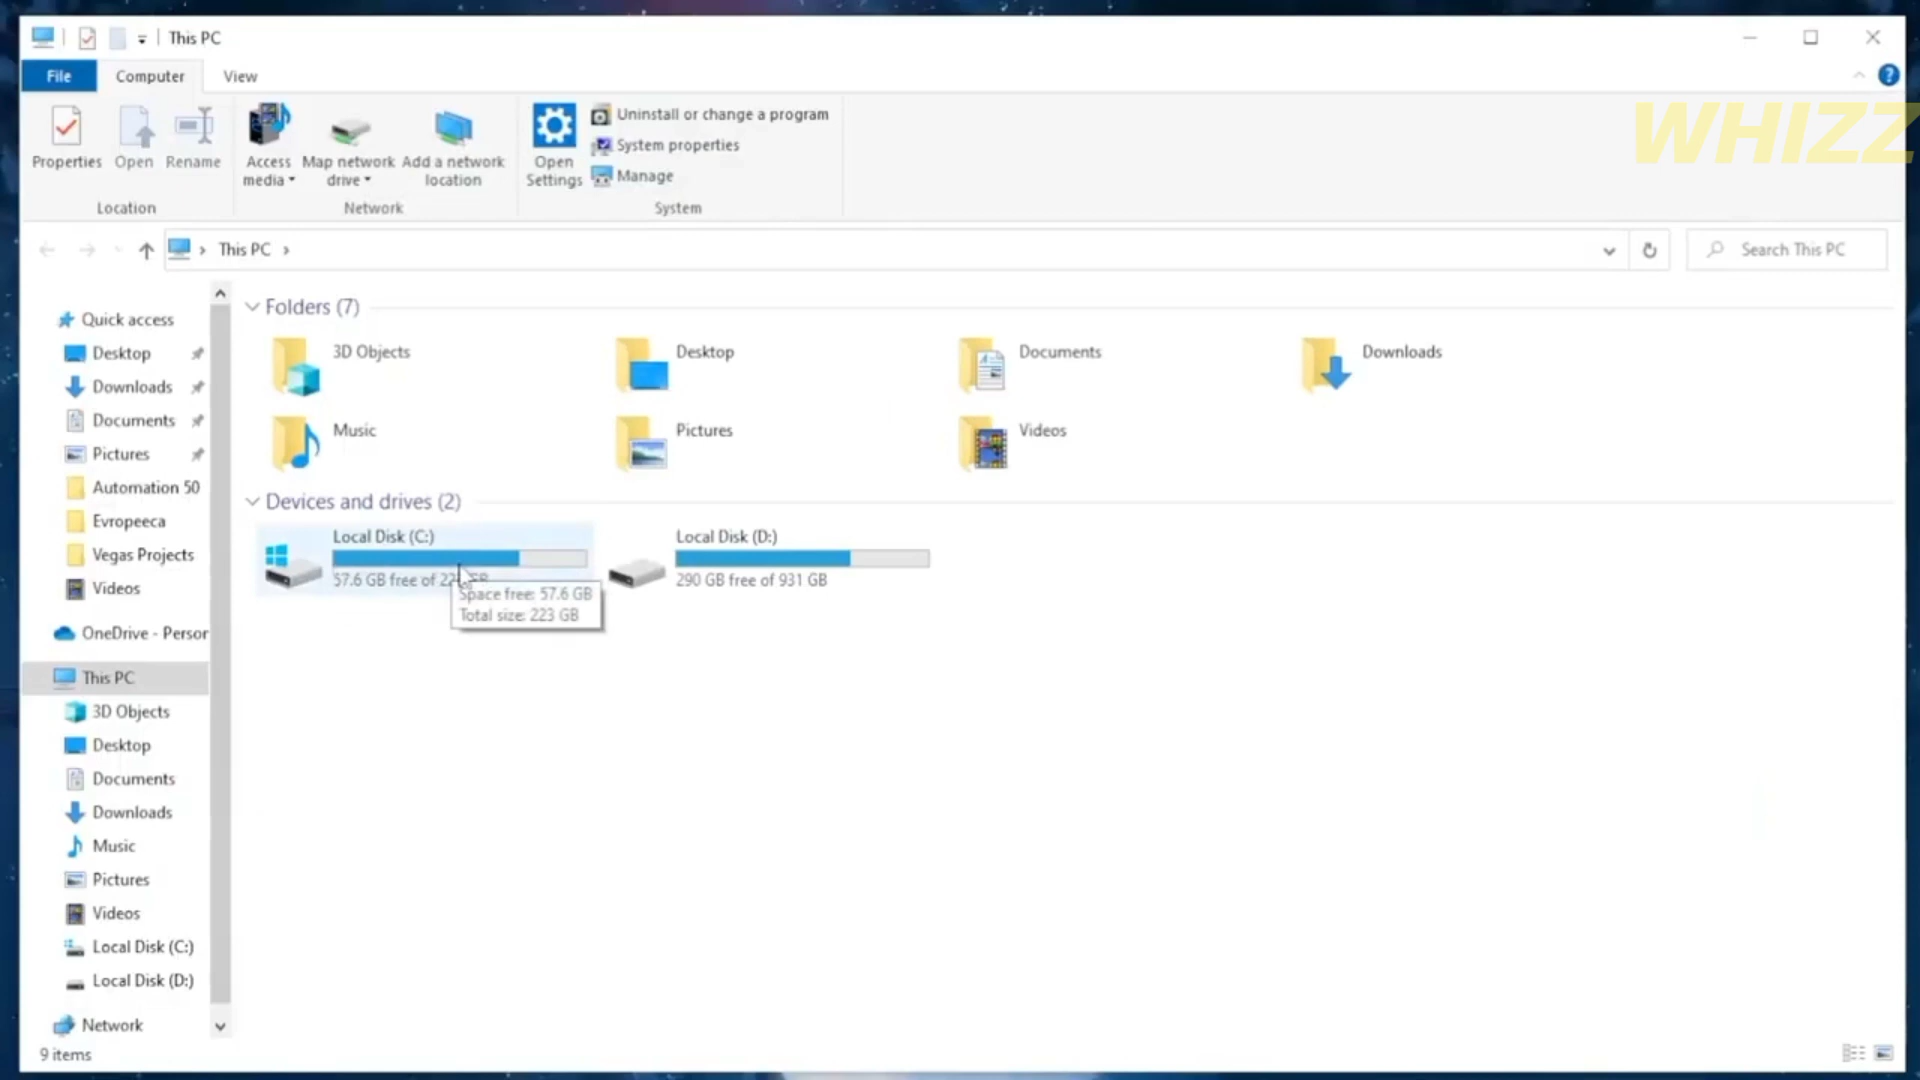 This PC
File
Computer
View
WHIZZ
Properties
Open
Rename
Access media
Map network drive
Add a network location
Open Settings
Uninstall or change a program
System properties
Manage
Location
Network
System
This PC
Search This PC
Quick access
Desktop
Downloads
Documents
Pictures
Automation 50
Evropeeca
Vegas Projects
Videos
OneDrive - Person
This PC
3D Objects
Desktop
Documents
Downloads
Music
Pictures
Videos
Local Disk (C:)
Local Disk (D:)
Network
Folders (7)
3D Objects
Desktop
Documents
Downloads
Music
Pictures
Videos
Devices and drives (2)
Local Disk (C:)
57.6 GB free of
Space free: 57.6 GB
Total size: 223 GB
Local Disk (D:)
290 GB free of 931 GB
9 items